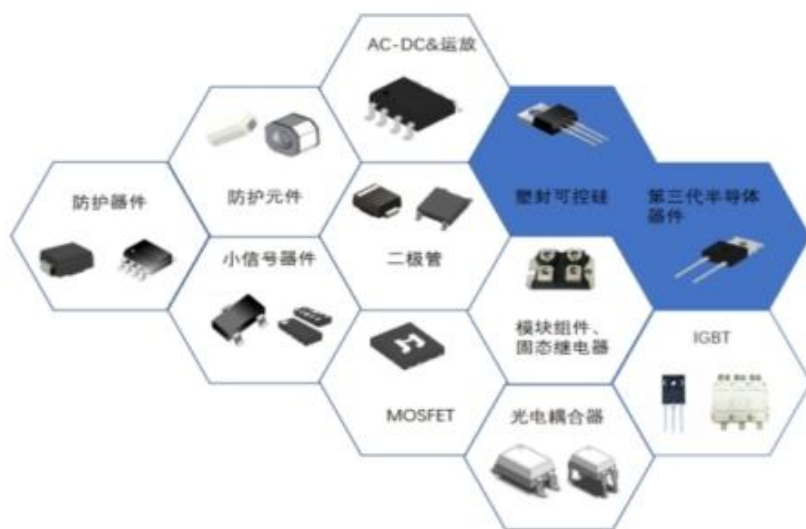 AC-DC&运放
防护元件
塑封可控硅
防护器件
第三代半导体
器件
小信号器件
二极管
模块组件、
固态继电器
IGBT
MOSFET
光电耦合器